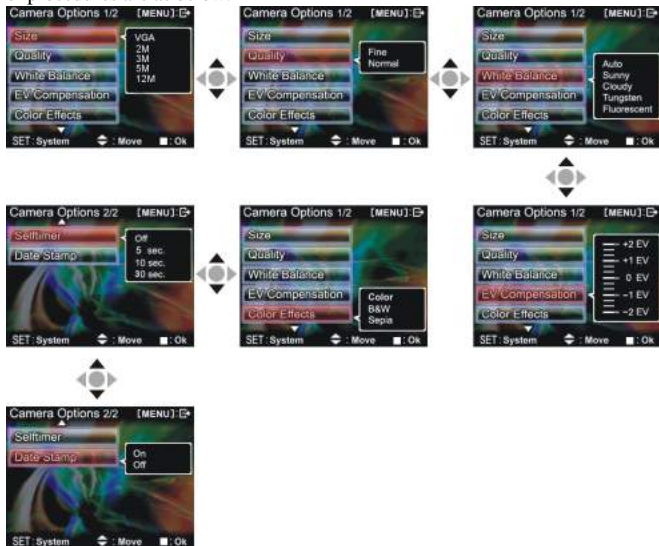 Camera Options 1/2 [MENU]:
Size
Quality
White Balance
EV Compensation
Color Effects
VGA
2M
3M
5M
12M
SET:System : Move : Ok
Camera Options 1/2 [MENU]:
Size
Quality
White Balance
EV Compensation
Color Effects
Fine
Normal
SET:System : Move : Ok
Camera Options 1/2 [MENU]:
Size
Quality
White Balance
EV Compensation
Color Effects
Auto
Sunny
Cloudy
Tungsten
Fluorescent
SET:System : Move : Ok
Camera Options 2/2 [MENU]:
Selftimer
Date Stamp
Off
5 sec.
10 sec.
30 sec.
SET:System : Move : Ok
Camera Options 1/2 [MENU]:
Size
Quality
White Balance
EV Compensation
Color Effects
Color
B&W
Sepia
SET:System : Move : Ok
Camera Options 1/2 [MENU]:
Size
Quality
White Balance
EV Compensation
Color Effects
+2 EV
+1 EV
0 EV
-1 EV
-2 EV
SET:System : Move : Ok
Camera Options 2/2 [MENU]:
Selftimer
Date Stamp
On
Off
SET:System : Move : Ok